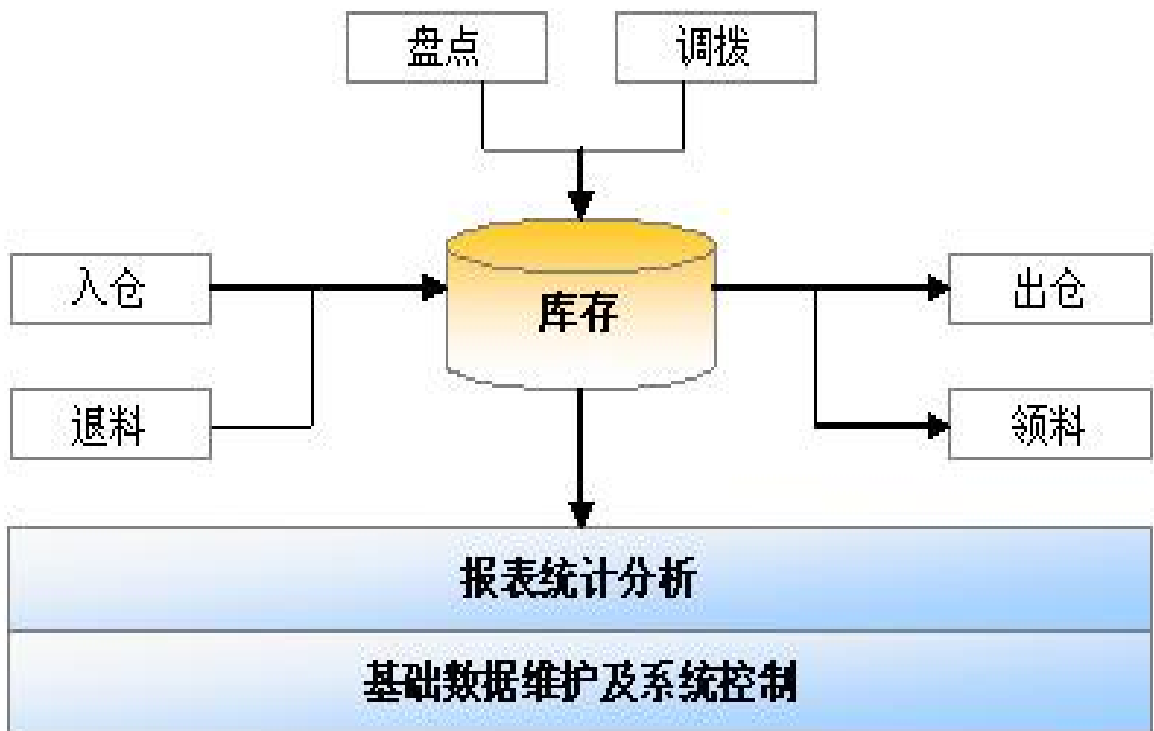 盘点
调拨
入仓
库存
出仓
退料
领料
报表统计分析
基础数据维护及系统控制